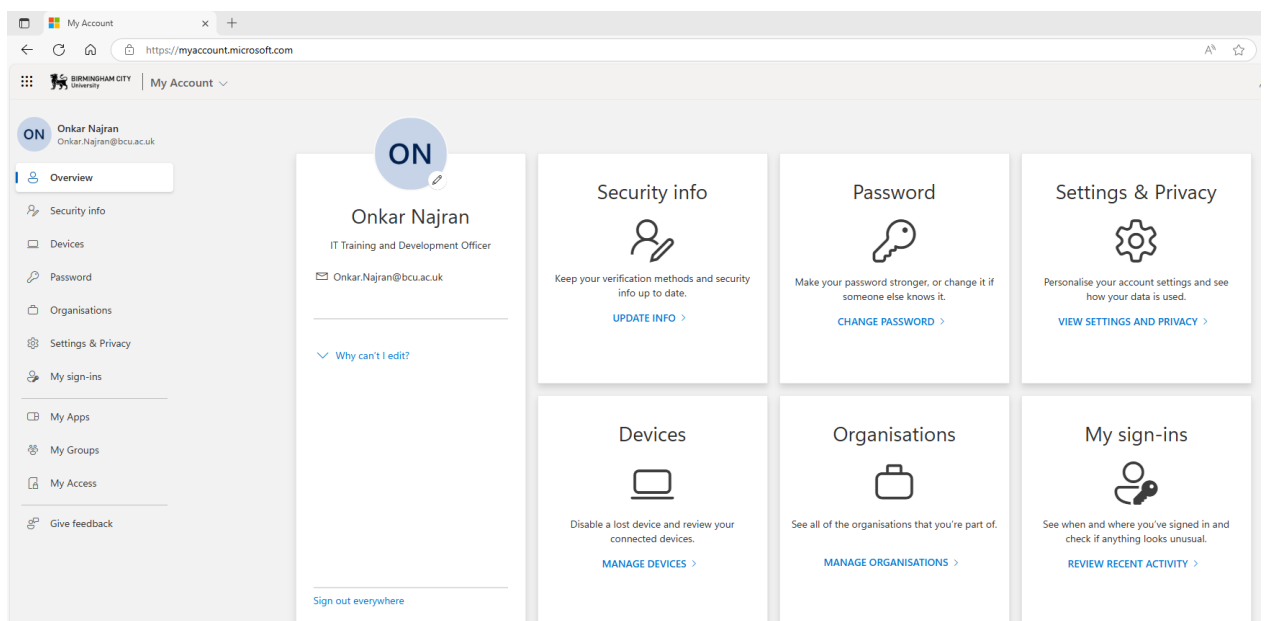 My Account
https://myaccount.microsoft.com
BIRMINGHAM CITY
University
My Account
ON
Onkar Najran
Onkar.Najran@bcu.ac.uk
Overview
Security info
Devices
Password
Organisations
Settings & Privacy
My sign-ins
My Apps
My Groups
My Access
Give feedback
ON
Onkar Najran
IT Training and Development Officer
Onkar.Najran@bcu.ac.uk
Why can't I edit?
Sign out everywhere
Security info
Keep your verification methods and security
info up to date.
UPDATE INFO >
Password
Make your password stronger, or change it if
someone else knows it.
CHANGE PASSWORD >
Settings & Privacy
Personalise your account settings and see
how your data is used.
VIEW SETTINGS AND PRIVACY >
Devices
Disable a lost device and review your
connected devices.
MANAGE DEVICES >
Organisations
See all of the organisations that you're part of.
MANAGE ORGANISATIONS >
My sign-ins
See when and where you've signed in and
check if anything looks unusual.
REVIEW RECENT ACTIVITY >